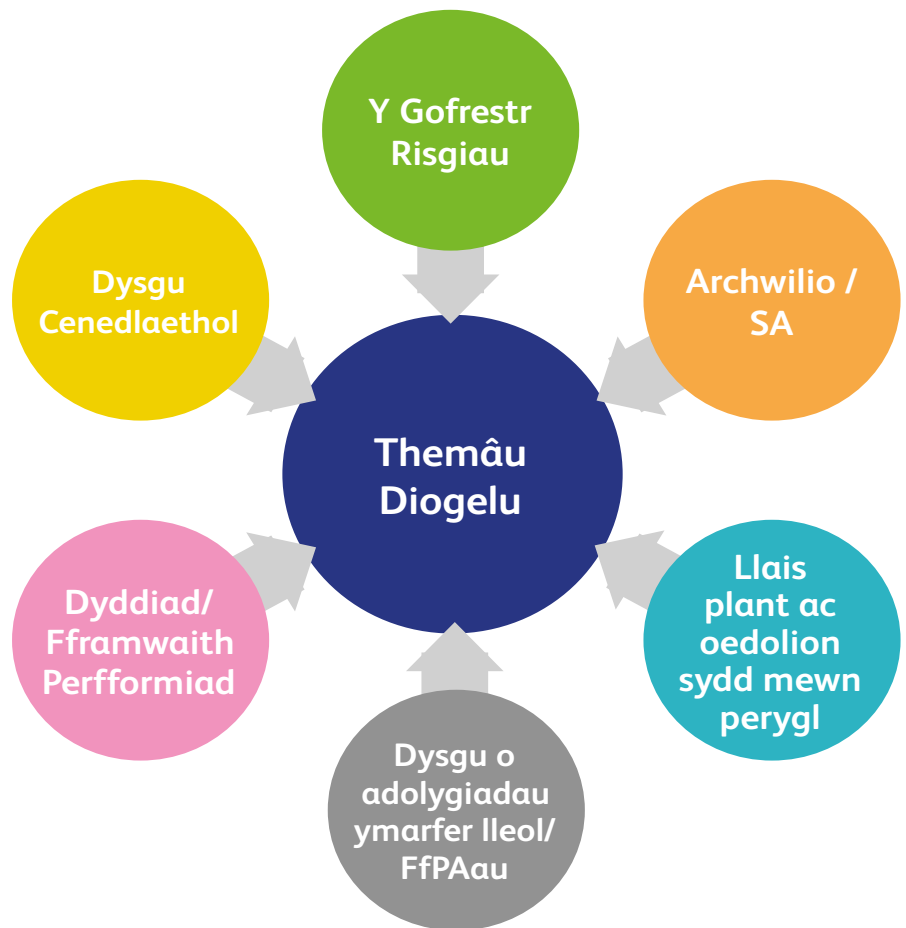 Y Gofrestr
Risgiau
Dysgu
Cenedlaethol
Archwilio /
SA
Themâu
Diogelu
Dyddiad/
Fframwaith
Perfformiad
Llais
plant ac
oedolion
sydd mewn
perygl
Dysgu o
adolygiadau
ymarfer lleol/
FfPAau